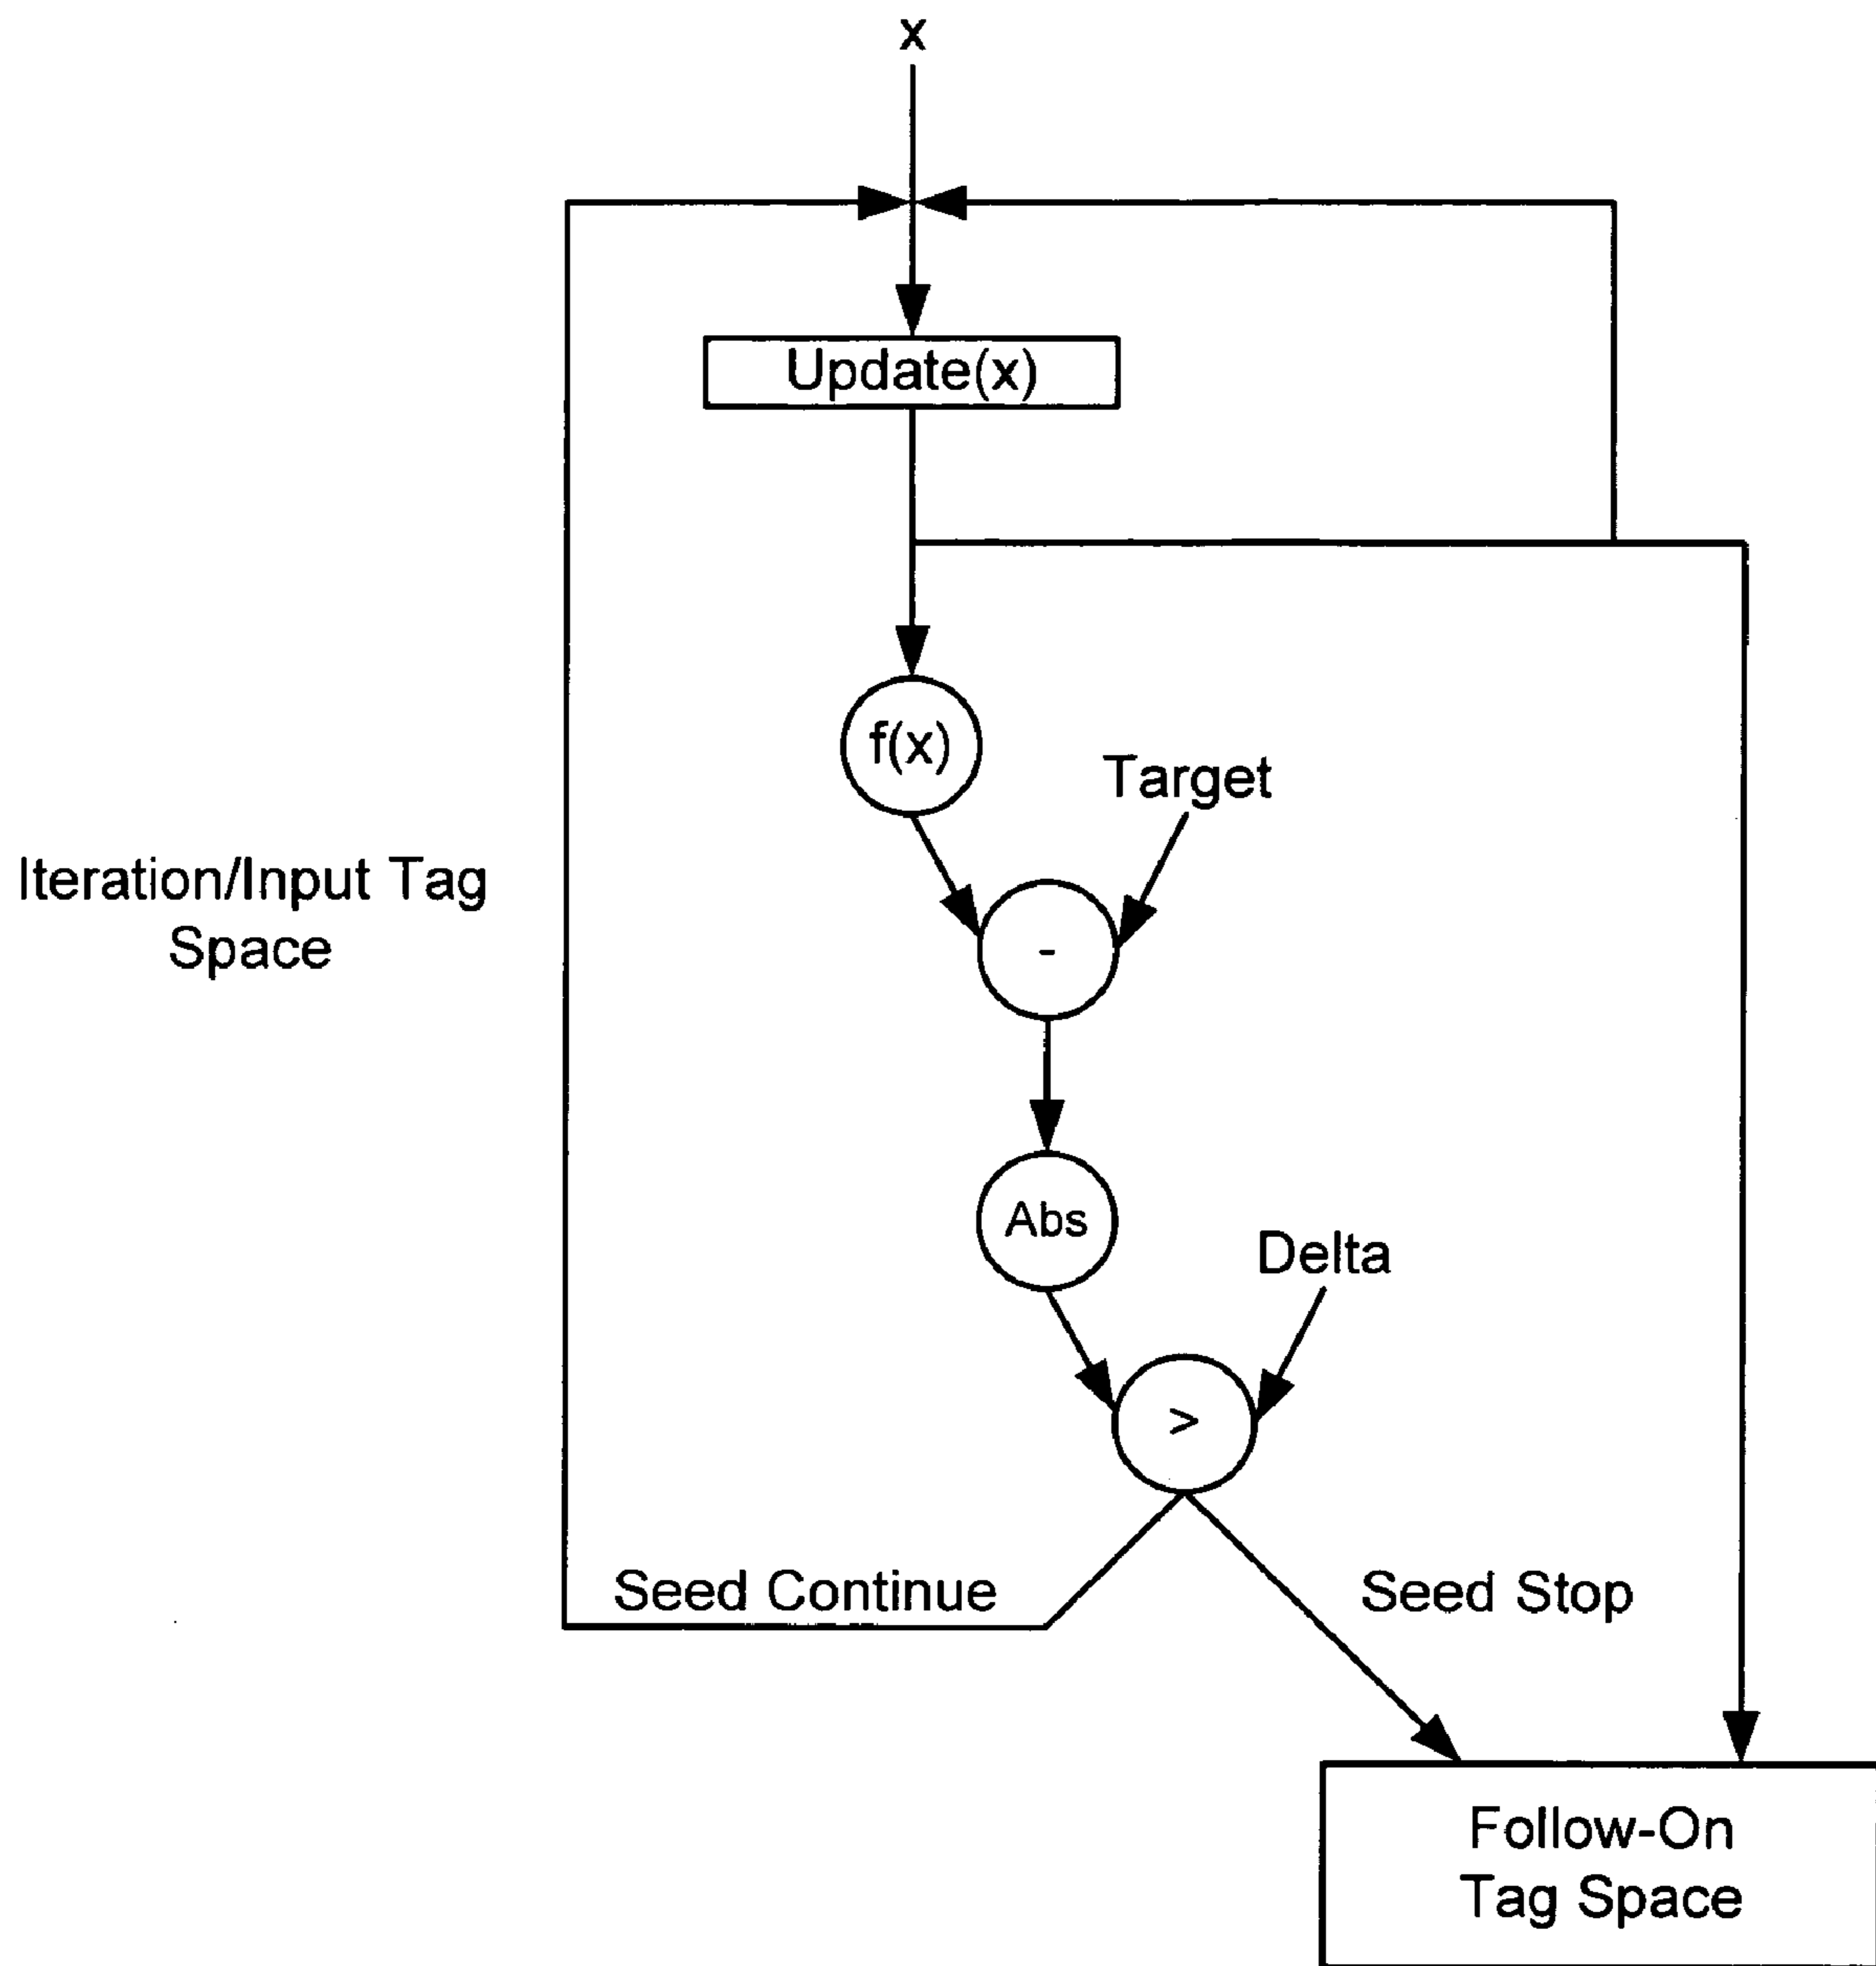 x
Update(x)
f(x)
Target
Iteration/Input Tag
Space
-
Abs
Delta
>
Seed Continue
Seed Stop
Follow-On
Tag Space